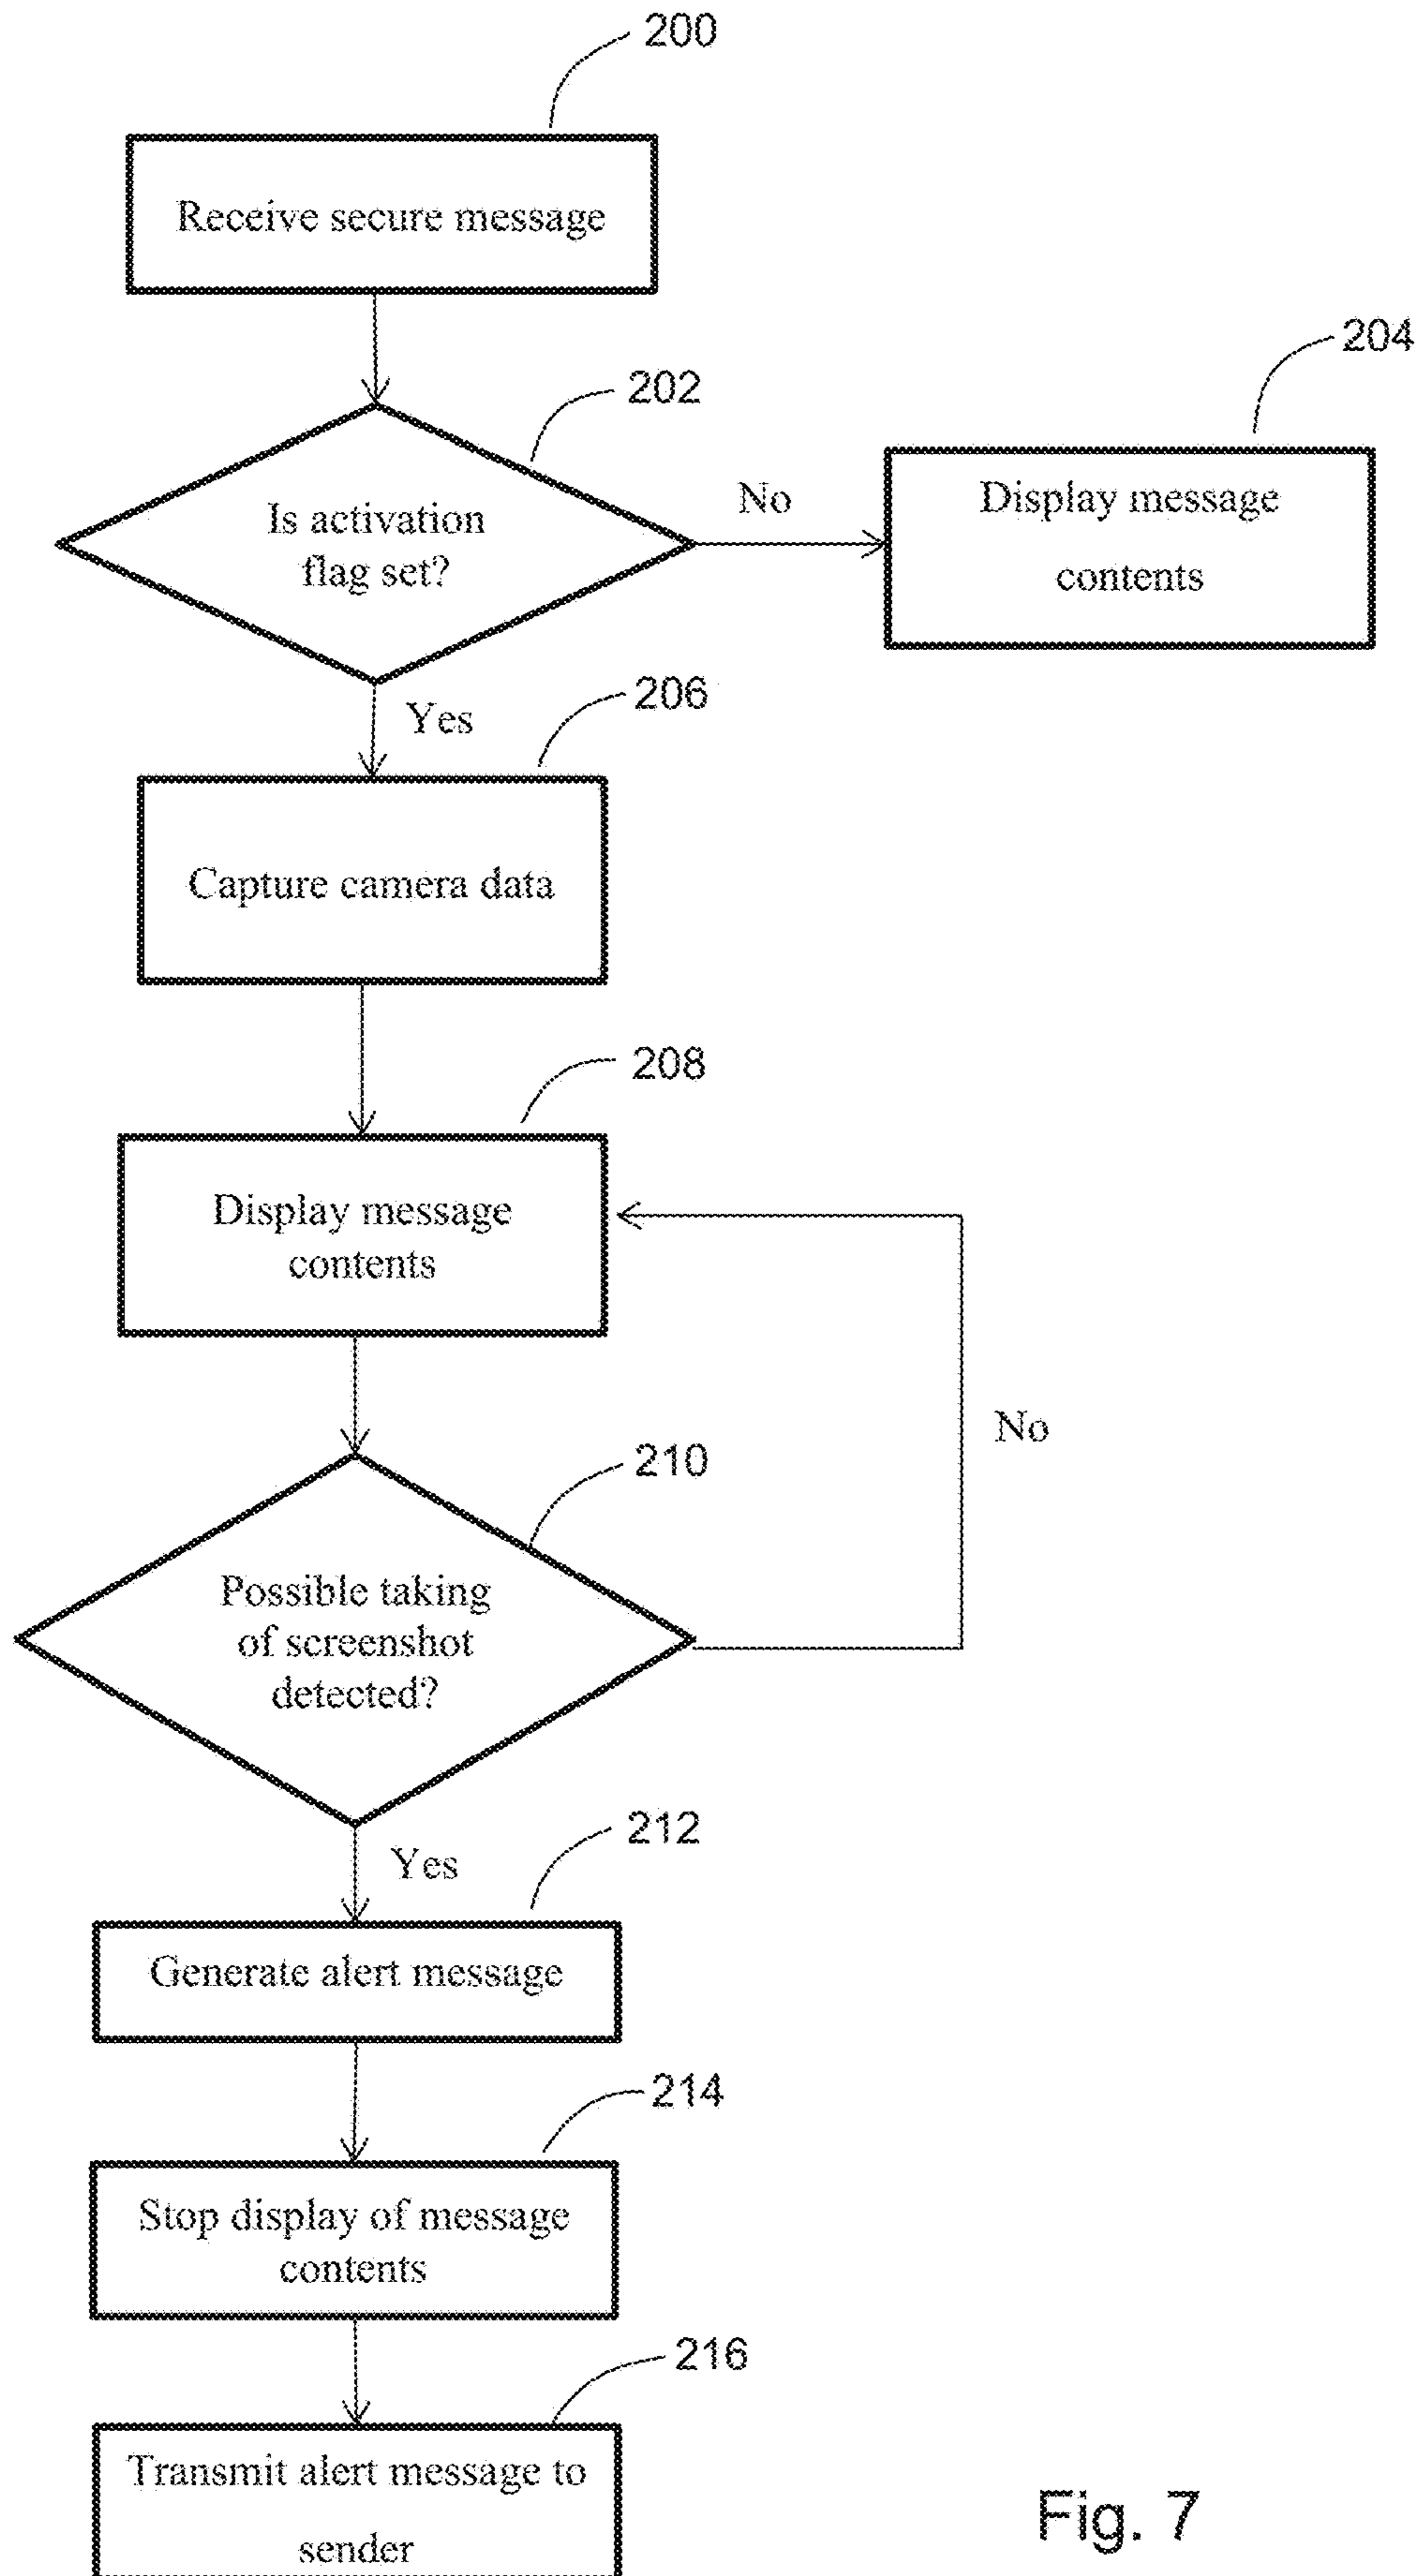 200
Receive secure message
204
202
Is activation
flag set?
No
Display message
contents
206
Yes
Capture camera data
208
Display message
contents
No
210
Possible taking
of screenshot
detected?
212
Yes
Generate alert message
214
Stop display of message
contents
216
Transmit alert message to
sender
Fig. 7